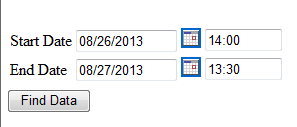 Start Date 08/26/2013 14:00
End Date 08/27/2013 13:30
Find Data